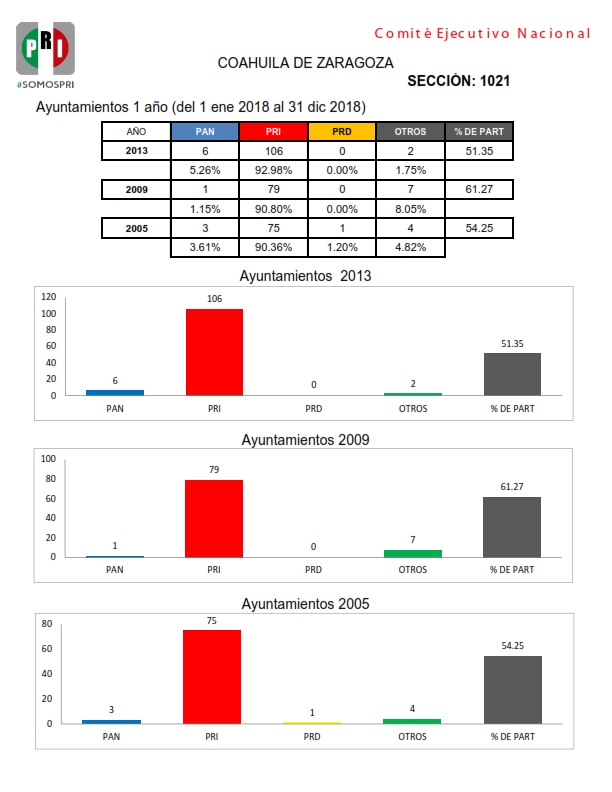 PRI
#SOMOSPRI
Comité Ejecutivo Nacional
COAHUILA DE ZARAGOZA
SECCIÓN: 1021
Ayuntamientos 1 año (del 1 ene 2018 al 31 dic 2018)
AÑO PAN PRI PRD OTROS % DE PART
2013 6 106 0 2 51.35
5.26% 92.98% 0.00% 1.75%
2009 1 79 0 7 61.27
1.15% 90.80% 0.00% 8.05%
2005 3 75 1 4 54.25
3.61% 90.36% 1.20% 4.82%
Ayuntamientos 2013
120
100
80
60
40
20
0
6 106 0 2 51.35
PAN PRI PRD OTROS % DE PART
Ayuntamientos 2009
100
80
60
40
20
0
1 79 0 7 61.27
PAN PRI PRD OTROS % DE PART
Ayuntamientos 2005
80
60
40
20
0
3 75 1 4 54.25
PAN PRI PRD OTROS % DE PART